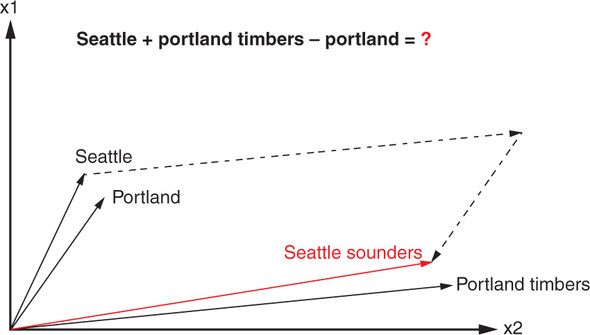 x1
Seattle + portland timbers – portland = ?
Seattle
Portland
Seattle sounders
Portland timbers
x2